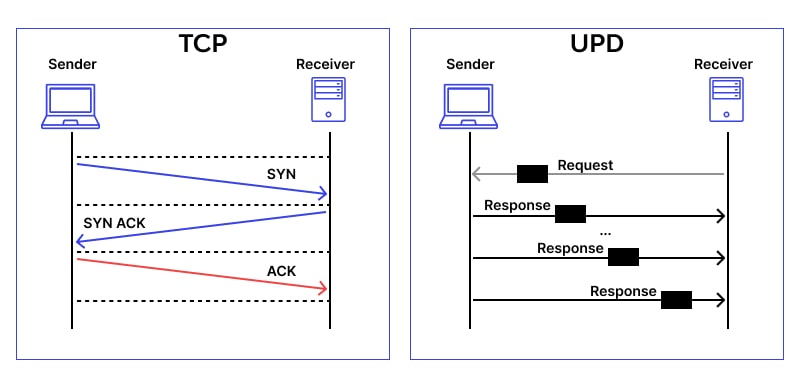 TCP
Sender
Receiver
SYN
SYN ACK
ACK
UPD
Sender
Receiver
Request
Response
...
Response
Response